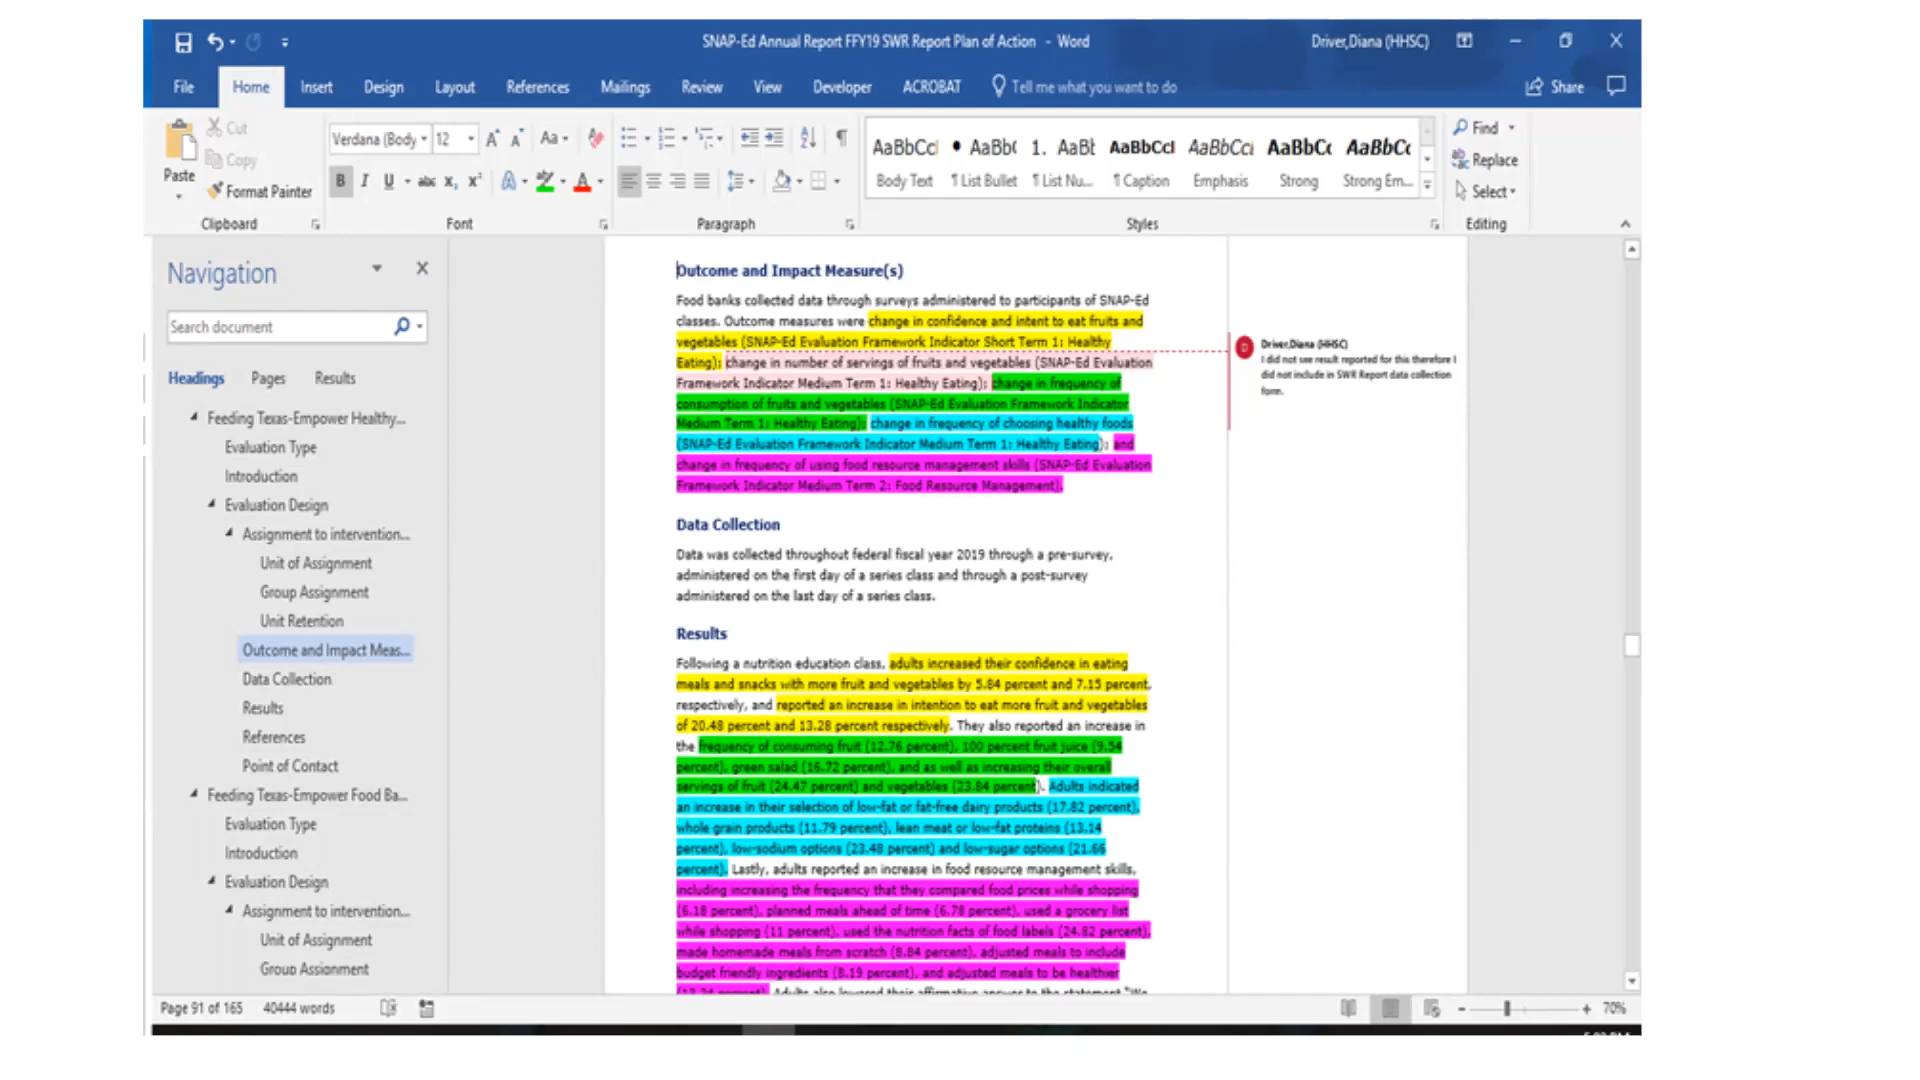 SNAP-Ed Annual Report FFY19 SWR Report Plan of Action - Word
Driver,Diana (HHSC)
File Home Insert Design Layout References Mailings Review View Developer ACROBAT Tell me what you want to do
Share
Paste
Cut
Copy
Format Painter
Clipboard
Verdana (Body 12
Aa
B I U abc x₂ x² A A
Font
Paragraph
AaBbCcI • AaBb( 1. AaBt AaBbCcI AaBbCci AaBbCc AaBbCc
Body Text ¶ List Bullet ¶ List Nu... ¶ Caption Emphasis Strong Strong Em...
Styles
Find
Replace
Select
Editing
Navigation
Search document
Headings Pages Results
Feeding Texas-Empower Healthy...
Evaluation Type
Introduction
Evaluation Design
Assignment to intervention...
Unit of Assignment
Group Assignment
Unit Retention
Outcome and Impact Meas...
Data Collection
Results
References
Point of Contact
Feeding Texas-Empower Food Ba...
Evaluation Type
Introduction
Evaluation Design
Assignment to intervention...
Unit of Assignment
Group Assignment
Outcome and Impact Measure(s)
Food banks collected data through surveys administered to participants of SNAP-Ed
classes. Outcome measures were change in confidence and intent to eat fruits and
vegetables (SNAP-Ed Evaluation Framework Indicator Short Term 1: Healthy
Eating); change in number of servings of fruits and vegetables (SNAP-Ed Evaluation
Framework Indicator Medium Term 1: Healthy Eating); change in frequency of
consumption of fruits and vegetables (SNAP-Ed Evaluation Framework Indicator
Medium Term 1: Healthy Eating); change in frequency of choosing healthy foods
(SNAP-Ed Evaluation Framework Indicator Medium Term 1: Healthy Eating); and
change in frequency of using food resource management skills (SNAP-Ed Evaluation
Framework Indicator Medium Term 2: Food Resource Management).
Data Collection
Data was collected throughout federal fiscal year 2019 through a pre-survey,
administered on the first day of a series class and through a post-survey
administered on the last day of a series class.
Results
Following a nutrition education class, adults increased their confidence in eating
meals and snacks with more fruit and vegetables by 5.84 percent and 7.15 percent,
respectively, and reported an increase in intention to eat more fruit and vegetables
of 20.48 percent and 13.28 percent respectively. They also reported an increase in
the frequency of consuming fruit (12.76 percent), 100 percent fruit juice (9.54
percent), green salad (16.72 percent), and as well as increasing their overall
servings of fruit (24.47 percent) and vegetables (23.84 percent). Adults indicated
an increase in their selection of low-fat or fat-free dairy products (17.82 percent),
whole grain products (11.79 percent), lean meat or low-fat proteins (13.14
percent), low-sodium options (23.48 percent) and low-sugar options (21.66
percent). Lastly, adults reported an increase in food resource management skills,
including increasing the frequency that they compared food prices while shopping
(6.18 percent), planned meals ahead of time (6.78 percent), used a grocery list
while shopping (11 percent), used the nutrition facts of food labels (24.82 percent),
made homemade meals from scratch (8.84 percent), adjusted meals to include
budget friendly ingredients (8.19 percent), and adjusted meals to be healthier
percent). Adults also lowered their affirmative answer to the statement "We
D
Driver,Diana (HHSC)
I did not see result reported for this therefore I
did not include in SWR Report data collection
form.
Page 91 of 165 40444 words
70%